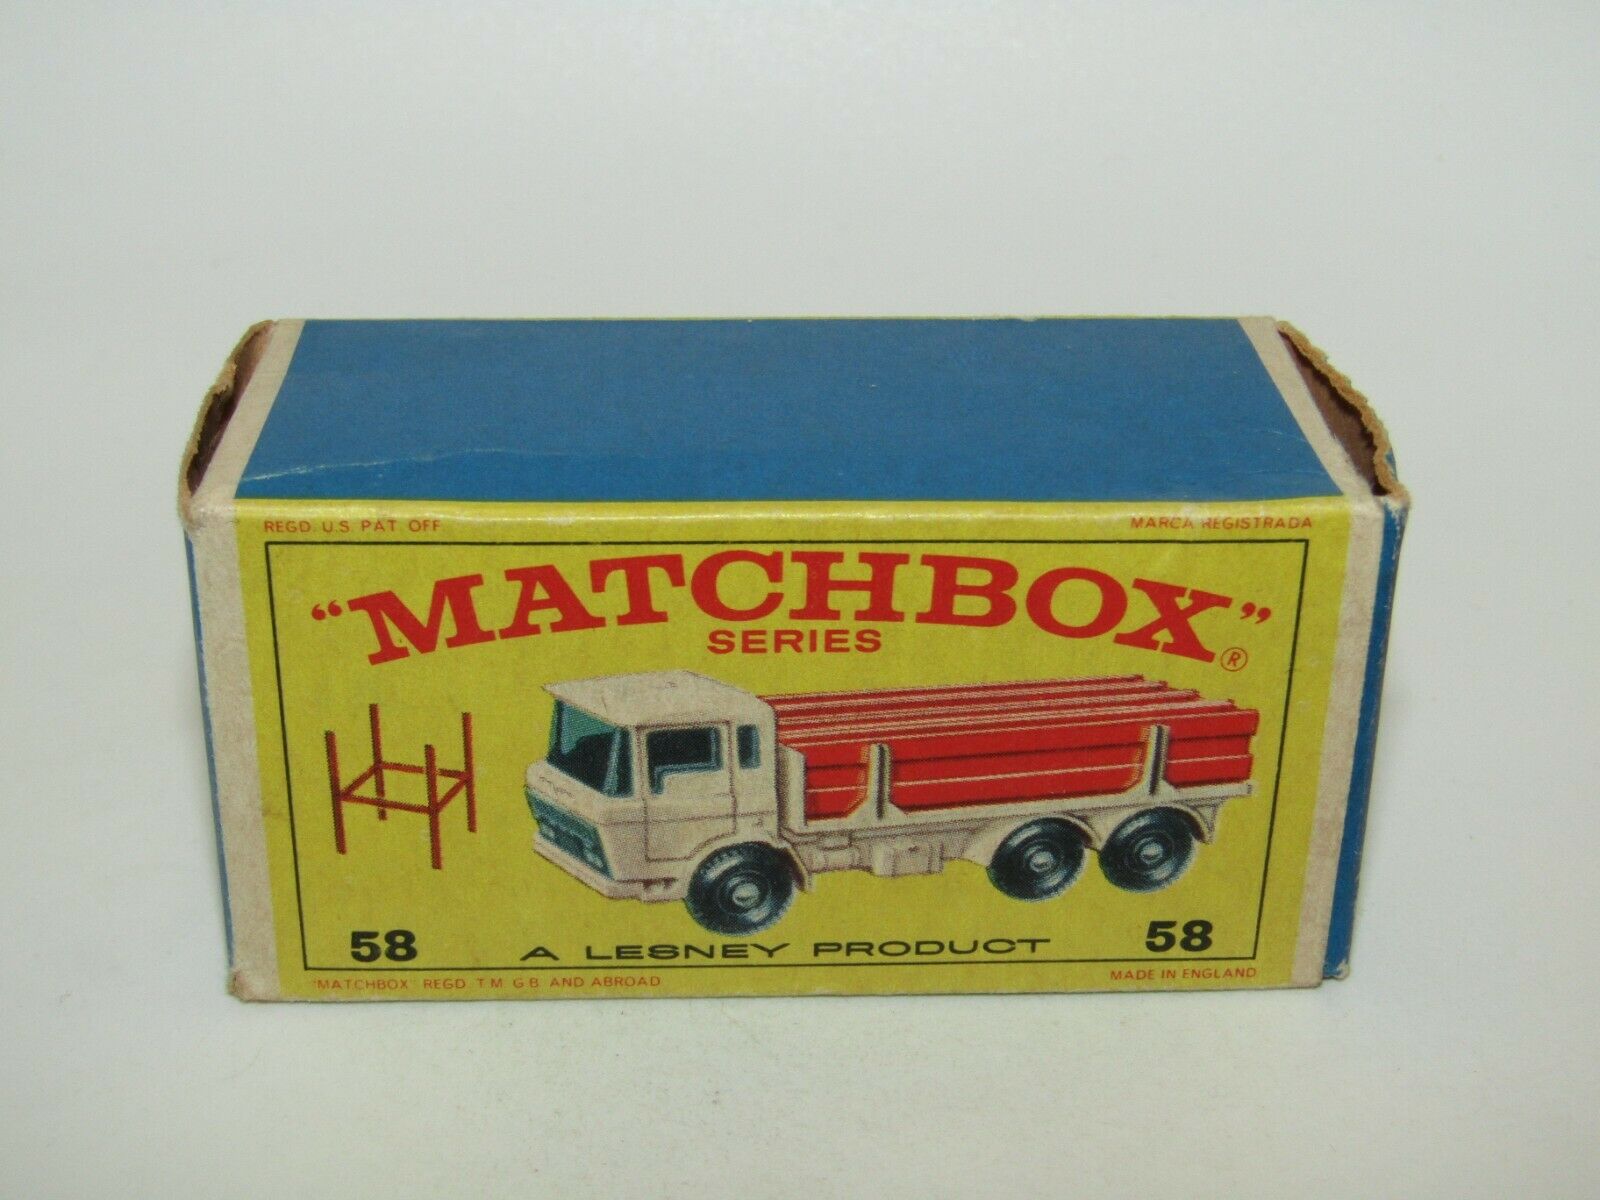 REGD. U.S. PAT. OFF. MARCA REGISTRADA
“MATCHBOX”®
SERIES
58 A LESNEY PRODUCT 58
'MATCHBOX' REGD. T.M. G.B. AND ABROAD MADE IN ENGLAND